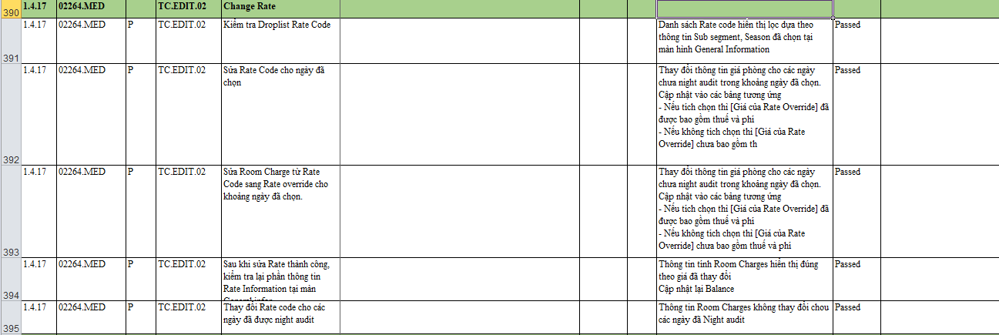 390 1.4.17 02264.MED TC.EDIT.02 Change Rate
391 1.4.17 02264.MED P TC.EDIT.02 Kiểm tra Droplist Rate Code
Danh sách Rate code hiển thị lọc dựa theo
thông tin Sub segment, Season đã chọn tại
màn hình General Information
Passed
392 1.4.17 02264.MED P TC.EDIT.02 Sửa Rate Code cho ngày đã
chọn
Thay đổi thông tin giá phòng cho các ngày
chưa night audit trong khoảng ngày đã chọn.
Cập nhật vào các bảng tương ứng
- Nếu tích chọn thì [Giá của Rate Override] đã
được bao gồm thuế và phí
- Nếu không tích chọn thì [Giá của Rate
Override] chưa bao gồm th
Passed
393 1.4.17 02264.MED P TC.EDIT.02 Sửa Room Charge từ Rate
Code sang Rate override cho
khoảng ngày đã chọn.
Thay đổi thông tin giá phòng cho các ngày
chưa night audit trong khoảng ngày đã chọn.
Cập nhật vào các bảng tương ứng
- Nếu tích chọn thì [Giá của Rate Override] đã
được bao gồm thuế và phí
- Nếu không tích chọn thì [Giá của Rate
Override] chưa bao gồm thuế và phí
Passed
394 1.4.17 02264.MED P TC.EDIT.02 Sau khi sửa Rate thành công,
kiểm tra lại phần thông tin
Rate Information tại màn
Thông tin tính Room Charges hiển thị đúng
theo giá đã thay đổi
Cập nhật lại Balance
Passed
395 1.4.17 02264.MED P TC.EDIT.02 Thay đổi Rate code cho các
ngày đã được night audit
Thông tin Room Charges không thay đổi chou
các ngày đã Night audit
Passed